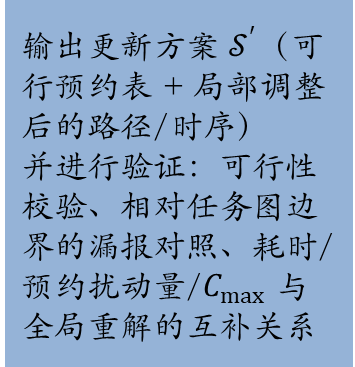 输出更新方案 S′（可
行预约表 + 局部调整
后的路径/时序）
并进行验证：可行性
校验、相对任务图边
界的漏报对照、耗时/
预约扰动量/Cmax 与
全局重解的互补关系